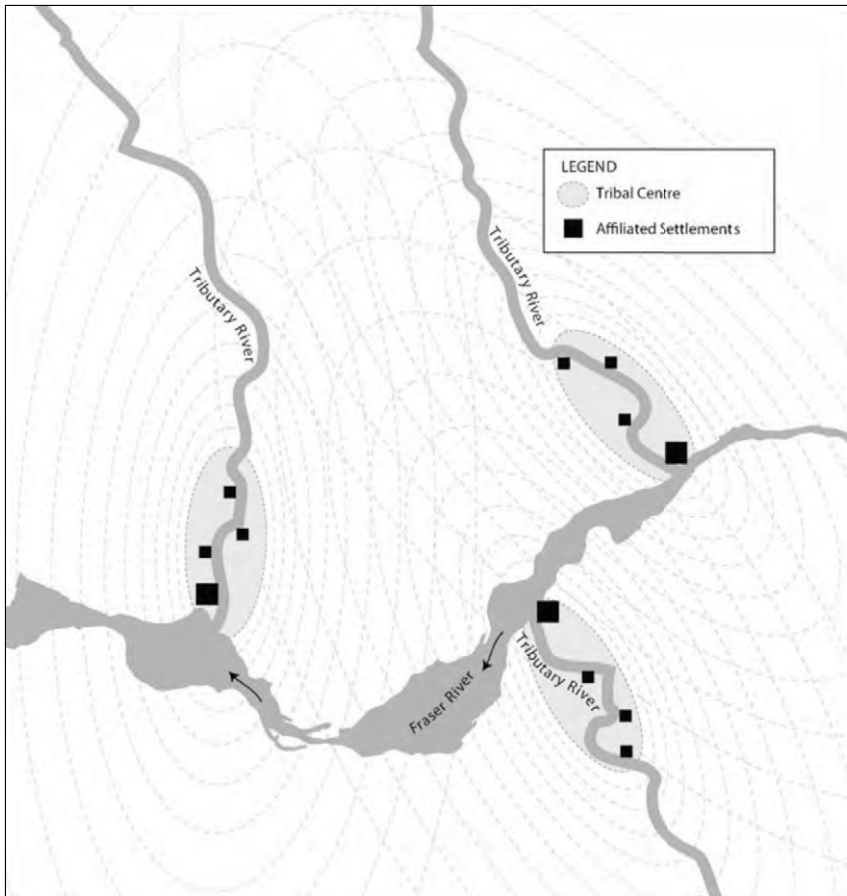 LEGEND
Tribal Centre
Affiliated Settlements
Tributary River
Tributary River
Fraser River
Tributary River